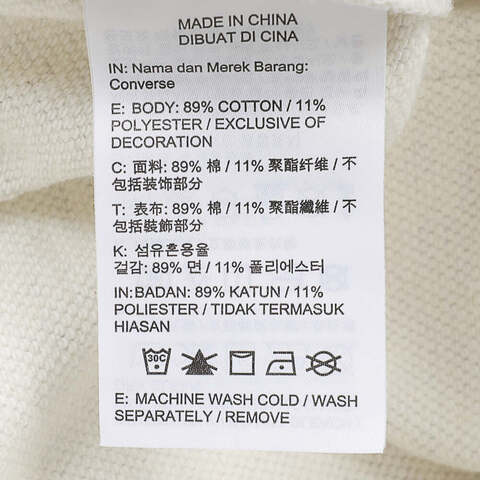 MADE IN CHINA
DIBUAT DI CINA
IN: Nama dan Merek Barang:
Converse
E: BODY: 89% COTTON / 11%
POLYESTER / EXCLUSIVE OF
DECORATION
C: 面料: 89% 棉 / 11% 聚酯纤维 / 不
包括装饰部分
T: 表布: 89% 棉 / 11% 聚酯纖維 / 不
包括裝飾部分
K: 섬유혼용율
겉감: 89% 면 / 11% 폴리에스터
IN: BADAN: 89% KATUN / 11%
POLIESTER / TIDAK TERMASUK
HIASAN
30C
E: MACHINE WASH COLD / WASH
SEPARATELY / REMOVE